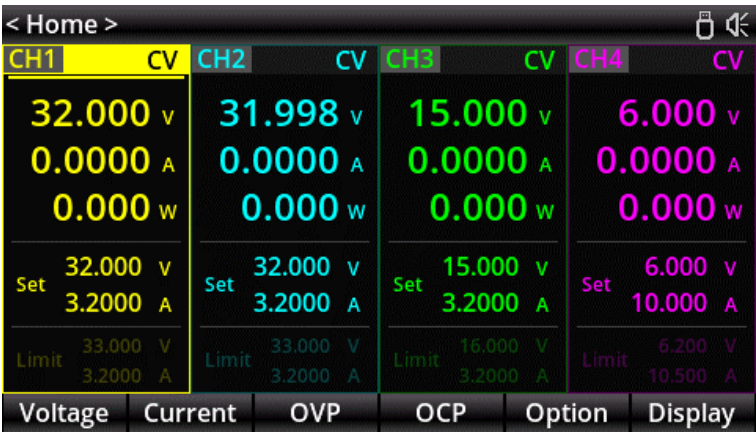 < Home >
CH1 CV CH2 CV CH3 CV CH4 CV
32.000 V 31.998 V 15.000 V 6.000 V
0.0000 A 0.0000 A 0.0000 A 0.0000 A
0.000 W 0.000 W 0.000 W 0.000 W
Set 32.000 V Set 32.000 V Set 15.000 V Set 6.000 V
3.2000 A 3.2000 A 3.2000 A 10.000 A
Limit 33.000 V Limit 33.000 V Limit 16.000 V Limit 6.200 V
3.2000 A 3.2000 A 3.2000 A 10.500 A
Voltage Current OVP OCP Option Display